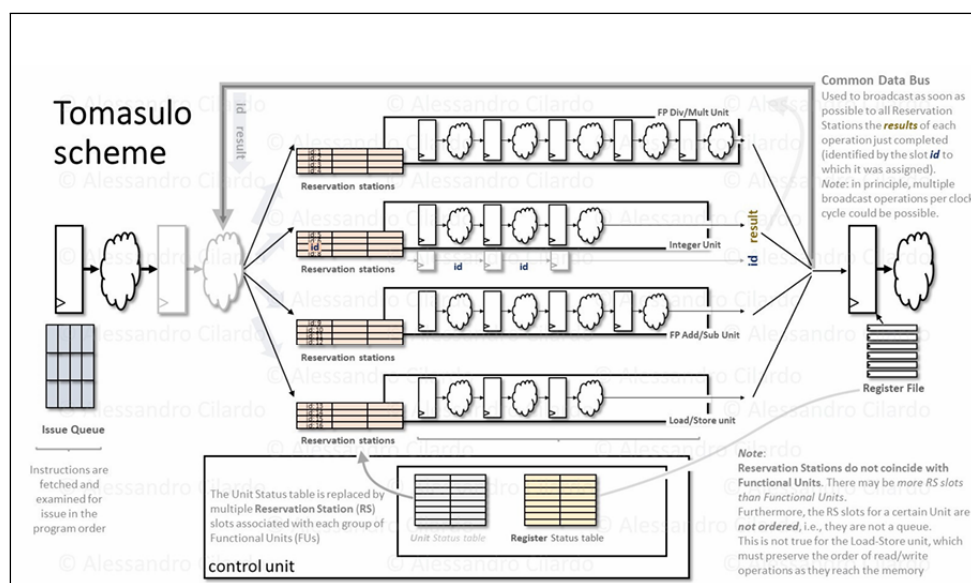 Tomasulo
scheme
© Alessandro Cilardo
id result
Common Data Bus
Used to broadcast as soon as
possible to all Reservation
Stations the results of each
operation just completed
(identified by the slot id to
which it was assigned).
Note: in principle, multiple
broadcast operations per clock
cycle could be possible.
FP Div/Mult Unit
Reservation stations
id
Integer Unit
Reservation stations
id
id
id result
FP Add/Sub Unit
Reservation stations
Load/Store unit
Reservation stations
Issue Queue
Instructions are
fetched and
examined for
issue in the
program order
Register File
The Unit Status table is replaced by
multiple Reservation Station (RS)
slots associated with each group of
Functional Units (FUs)
Unit Status table
Register Status table
control unit
Note:
Reservation Stations do not coincide with
Functional Units. There may be more RS slots
than Functional Units.
Furthermore, the RS slots for a certain Unit are
not ordered, i.e., they are not a queue.
This is not true for the Load-Store unit, which
must preserve the order of read/write
operations as they reach the memory